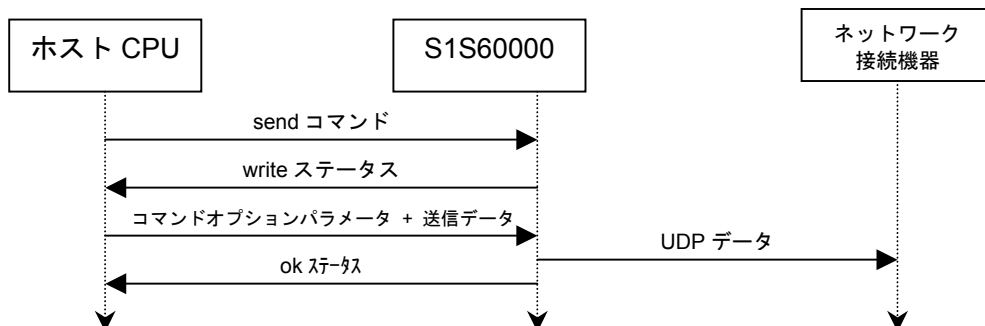 ホスト CPU
S1S60000
ネットワーク
接続機器
send コマンド
write ステータス
コマンドオプションパラメータ + 送信データ
UDP データ
ok ｽﾃｰﾀｽ